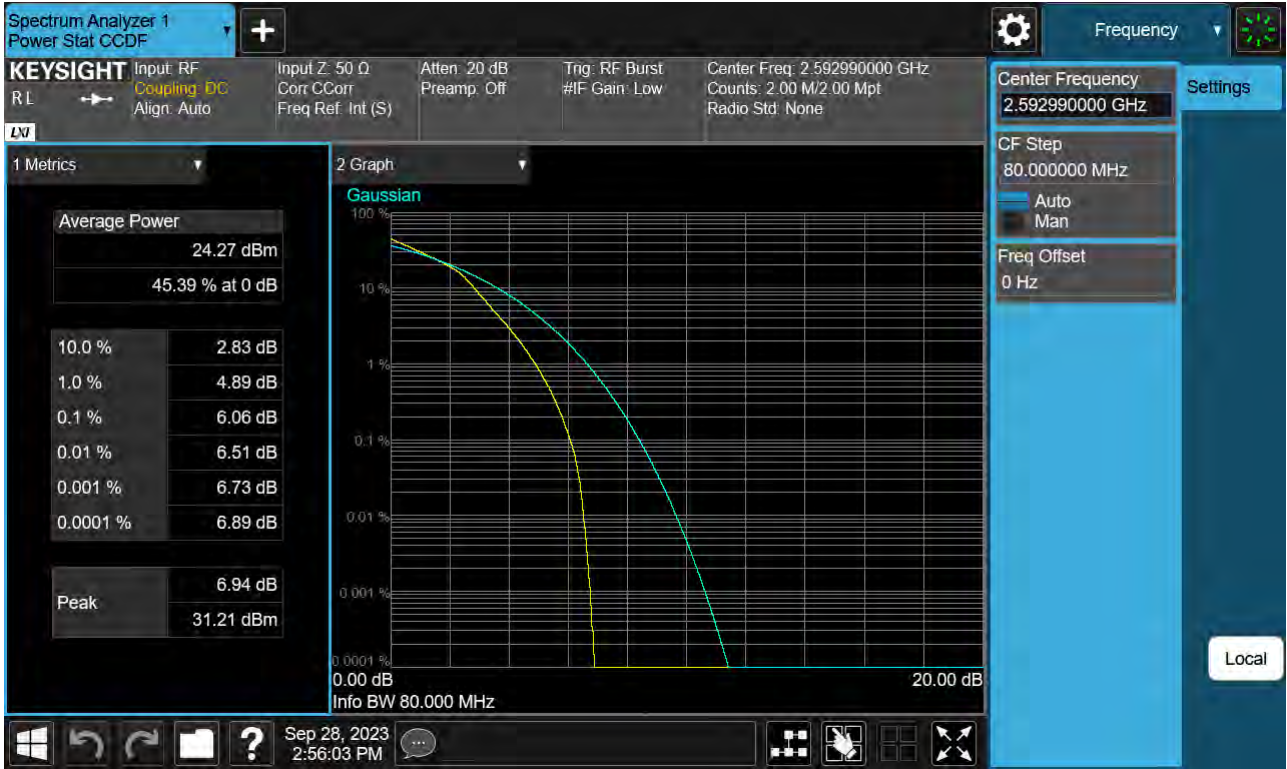 Spectrum Analyzer 1
Power Stat CCDF
+
Frequency
KEYSIGHT
R L
LXI
Input: RF
Coupling: DC
Align: Auto
Input Z: 50 Ω
Corr CCorr
Freq Ref: Int (S)
Atten: 20 dB
Preamp: Off
Trig: RF Burst
#IF Gain: Low
Center Freq: 2.592990000 GHz
Counts: 2.00 M/2.00 Mpt
Radio Std: None
Center Frequency
2.592990000 GHz
Settings
CF Step
80.000000 MHz
Auto
Man
Freq Offset
0 Hz
1 Metrics
Average Power
24.27 dBm
45.39 % at 0 dB
10.0 % 2.83 dB
1.0 % 4.89 dB
0.1 % 6.06 dB
0.01 % 6.51 dB
0.001 % 6.73 dB
0.0001 % 6.89 dB
Peak
6.94 dB
31.21 dBm
2 Graph
Gaussian
100 %
10 %
1 %
0.1 %
0.01 %
0.001 %
0.0001 %
0.00 dB 20.00 dB
Info BW 80.000 MHz
Local
?
Sep 28, 2023
2:56:03 PM